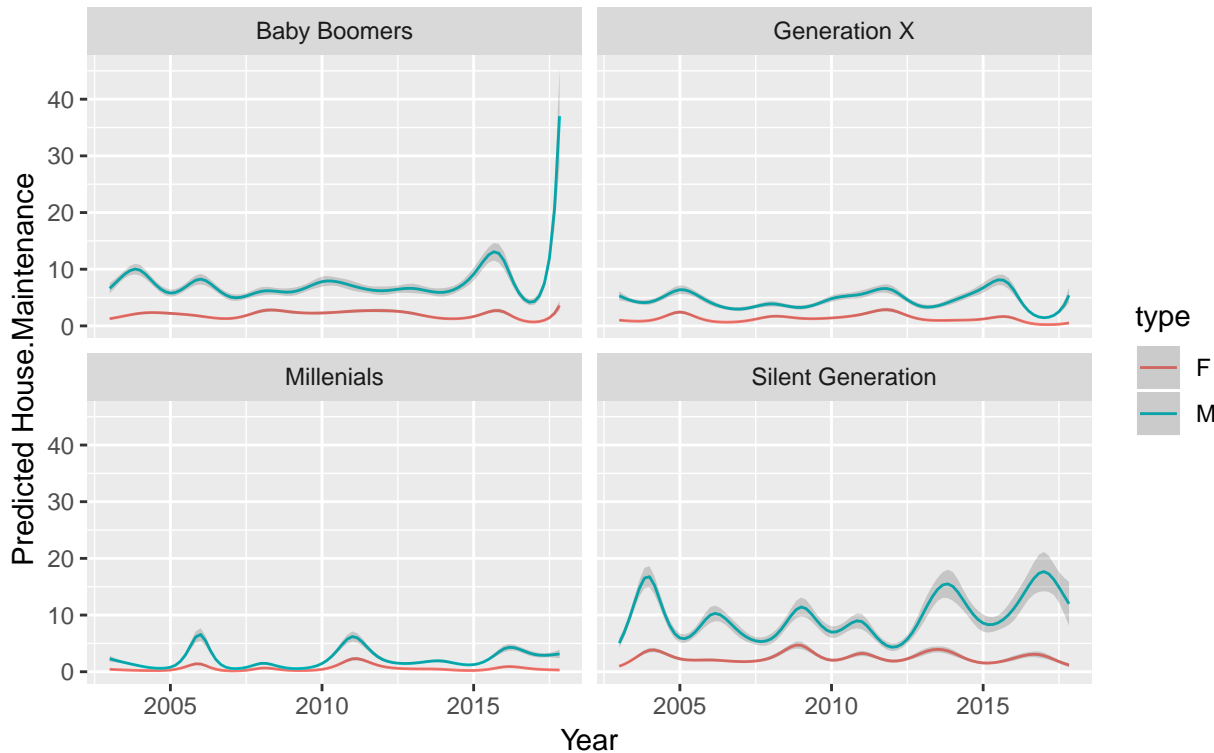 Baby Boomers
Generation X
40
30
20
10
0
Millenials
Silent Generation
40
30
20
10
0
2005
2010
2015
2005
2010
2015
Year
Predicted House.Maintenance
type
F
M